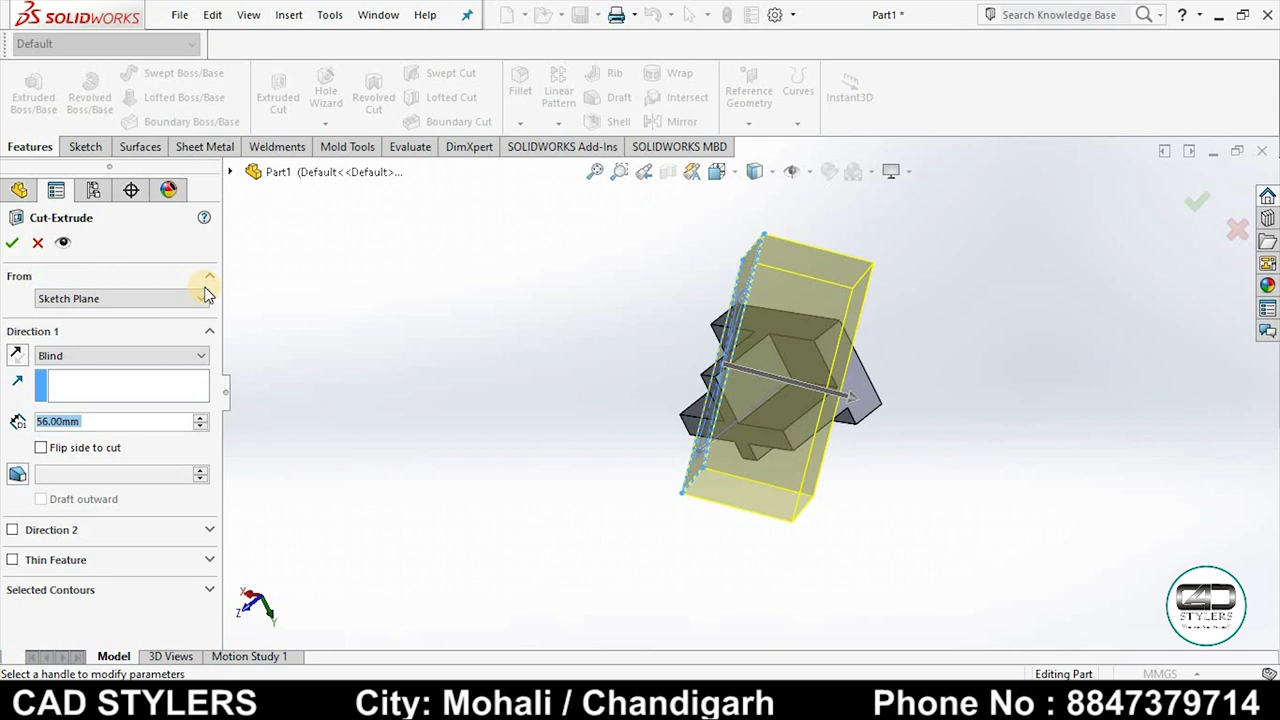 SOLIDWORKS File Edit View Insert Tools Window Help Part1 * Search Knowledge Base ?
Default
Extruded Boss/Base
Revolved Boss/Base
Swept Boss/Base
Lofted Boss/Base
Boundary Boss/Base
Extruded Cut
Hole Wizard
Revolved Cut
Swept Cut
Lofted Cut
Boundary Cut
Fillet
Linear Pattern
Rib
Draft
Shell
Wrap
Intersect
Mirror
Reference Geometry
Curves
Instant3D
Features Sketch Surfaces Sheet Metal Weldments Mold Tools Evaluate DimXpert SOLIDWORKS Add-Ins SOLIDWORKS MBD
Part1 (Default<<Default>...
Cut-Extrude ?
From
Sketch Plane
Direction 1
Blind
D1 56.00mm
Flip side to cut
Draft outward
Direction 2
Thin Feature
Selected Contours
X
Z
Y
STYLERS
Model 3D Views Motion Study 1
Select a handle to modify parameters Editing Part MMGS
CAD STYLERS City: Mohali / Chandigarh Phone No : 8847379714